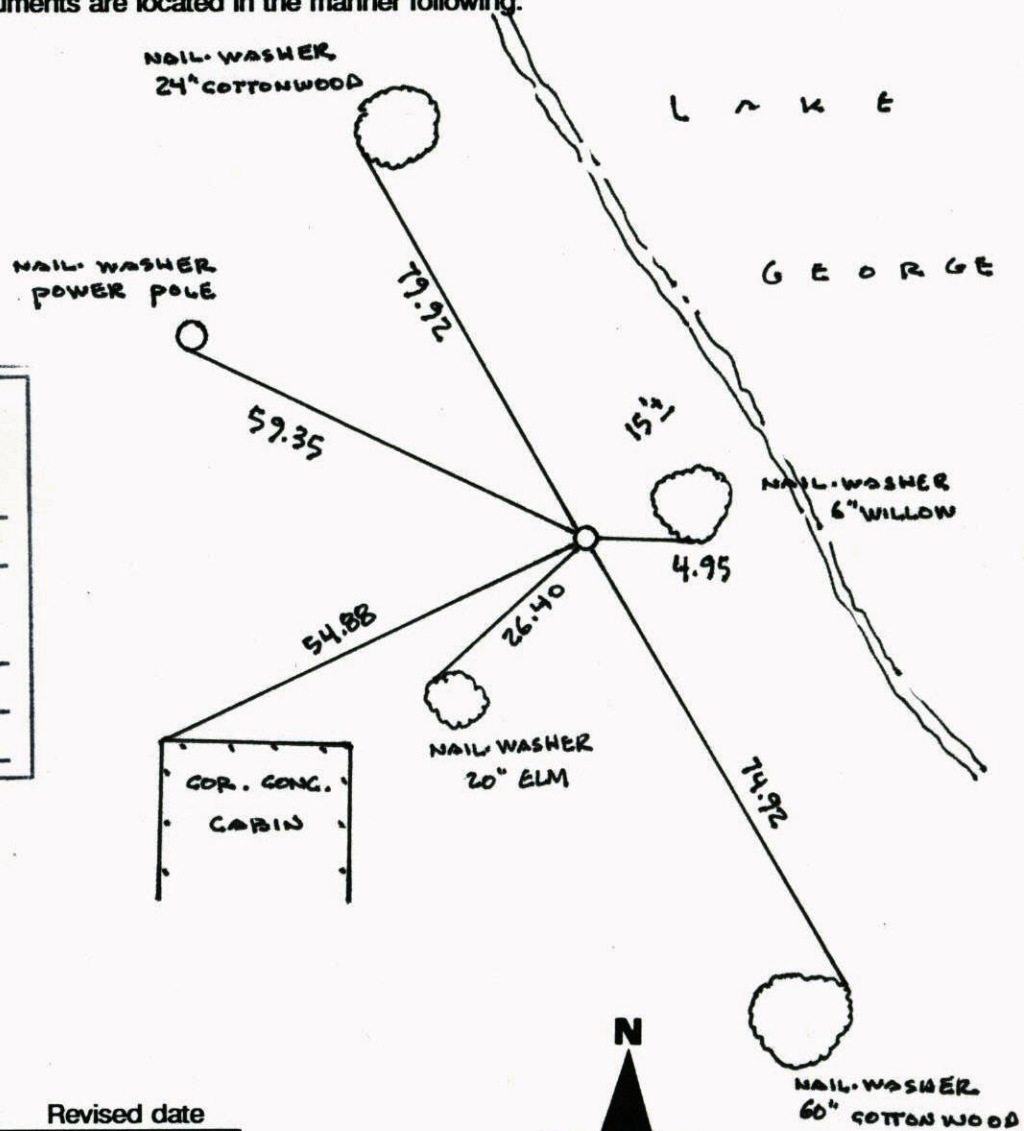 uments are located in the manner following:
NAIL·WASHER
24" COTTONWOOD
LAKE
GEORGE
NAIL·WASHER
POWER POLE
79.92
59.35
15'±
NAIL·WASHER
6" WILLOW
4.95
54.88
26.40
NAIL·WASHER
20" ELM
COR. CONC.
CABIN
74.92
N
NAIL·WASHER
60" COTTONWOOD
Revised date